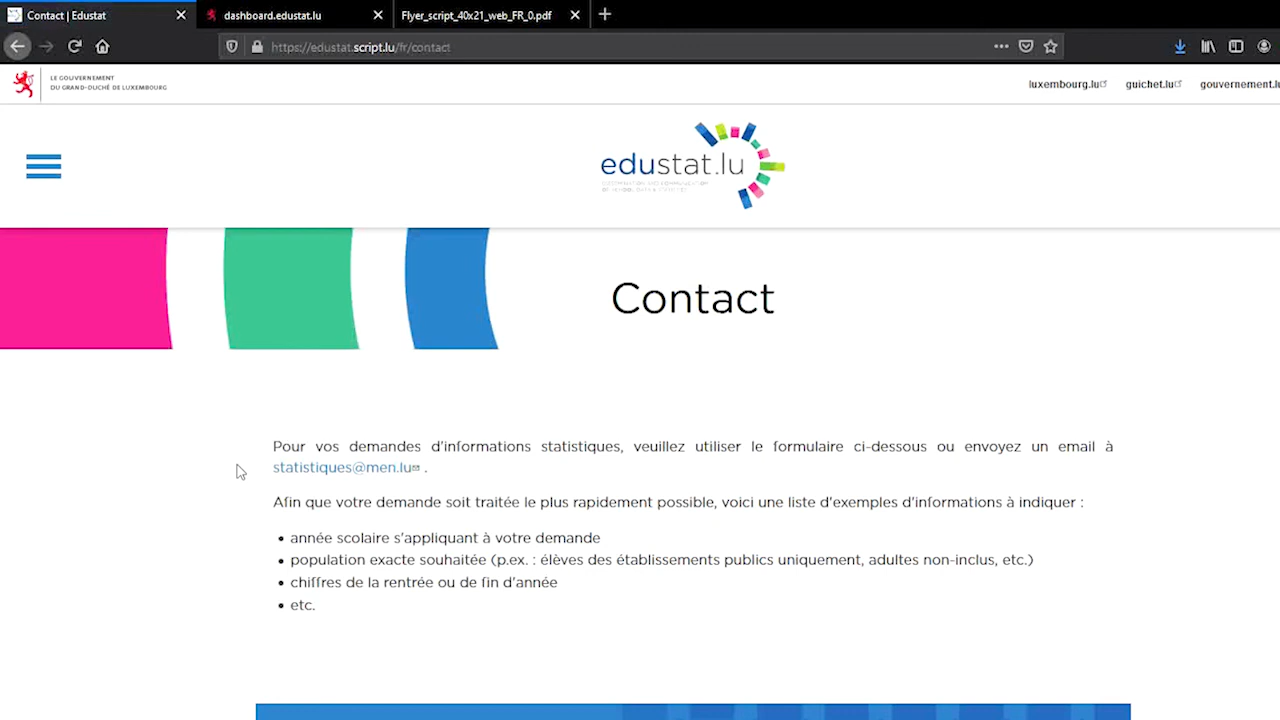 Contact | Edustat
dashboard.edustat.lu
Flyer_script_40x21_web_FR_0.pdf
https://edustat.script.lu/fr/contact
LE GOUVERNEMENT
DU GRAND-DUCHÉ DE LUXEMBOURG
luxembourg.lu
guichet.lu
gouvernement.lu
edustat.lu
Contact
Pour vos demandes d'informations statistiques, veuillez utiliser le formulaire ci-dessous ou envoyez un email à
statistiques@men.lu .
Afin que votre demande soit traitée le plus rapidement possible, voici une liste d'exemples d'informations à indiquer :
• année scolaire s'appliquant à votre demande
• population exacte souhaitée (p.ex. : élèves des établissements publics uniquement, adultes non-inclus, etc.)
• chiffres de la rentrée ou de fin d'année
• etc.